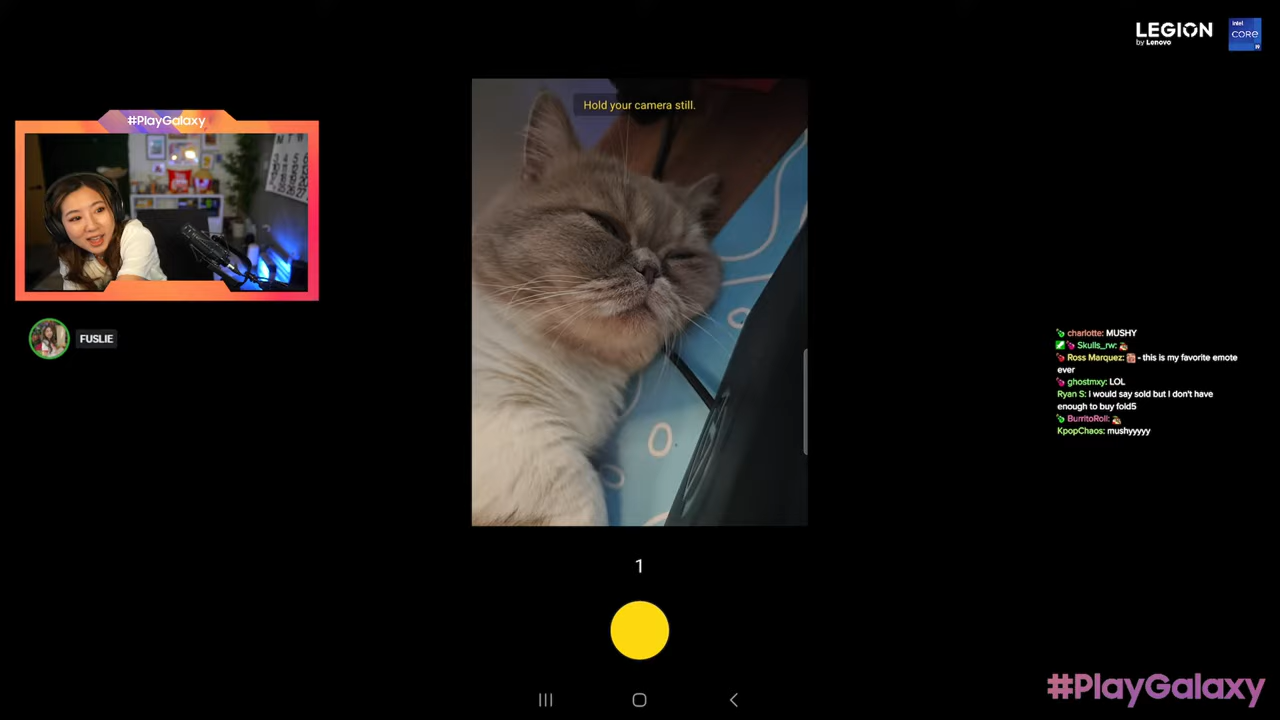 LEGION
by Lenovo
intel
CORE
i9
#PlayGalaxy
Hold your camera still.
FUSLIE
charlotte: MUSHY
Skulls_rw:
Ross Marquez: - this is my favorite emote
ever
ghostmxy: LOL
Ryan S: I would say sold but I don't have
enough to buy fold5
BurritoRoll:
KpopChaos: mushyyyyy
1
#PlayGalaxy